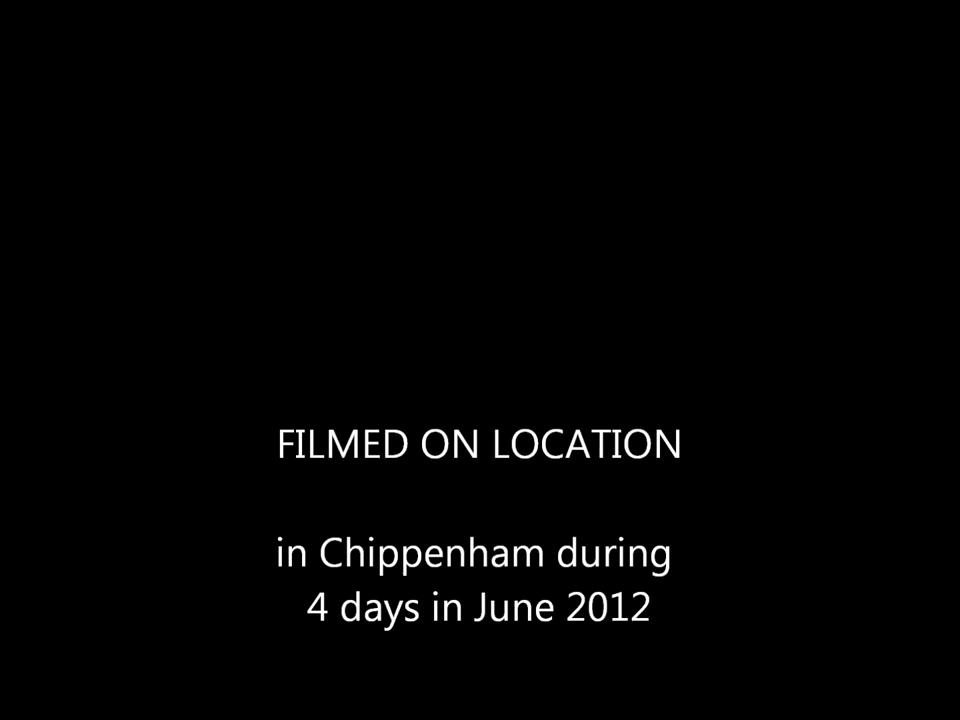 FILMED ON LOCATION
in Chippenham during
4 days in June 2012